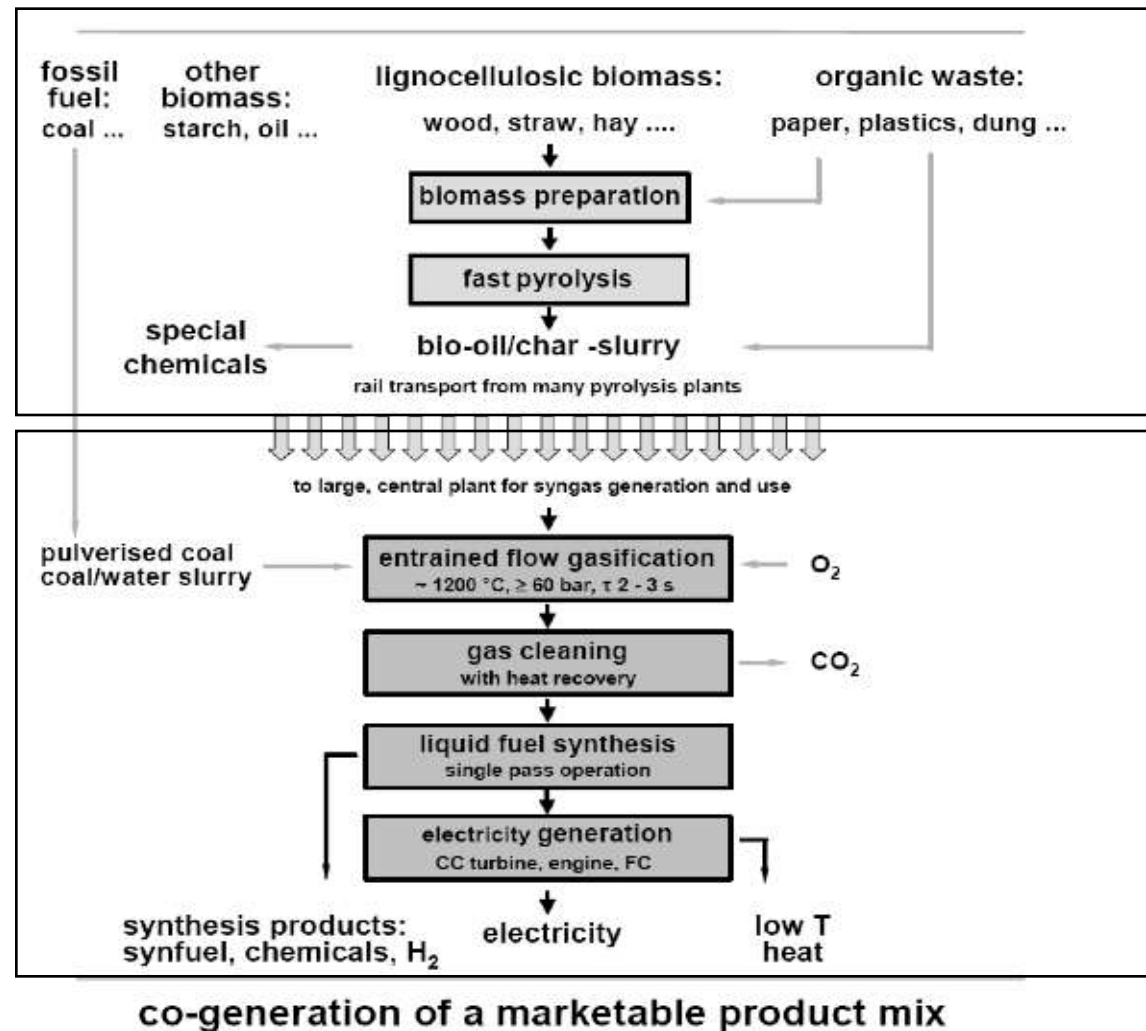 fossil
fuel:
coal ...
other
biomass:
starch, oil ...
lignocellulosic biomass:
wood, straw, hay ....
organic waste:
paper, plastics, dung ...
biomass preparation
fast pyrolysis
special
chemicals
bio-oil/char -slurry
rail transport from many pyrolysis plants
to large, central plant for syngas generation and use
pulverised coal
coal/water slurry
entrained flow gasification
~ 1200 °C, ≥ 60 bar, τ 2 - 3 s
O₂
gas cleaning
with heat recovery
CO₂
liquid fuel synthesis
single pass operation
electricity generation
CC turbine, engine, FC
synthesis products:
synfuel, chemicals, H₂
electricity
low T
heat
co-generation of a marketable product mix